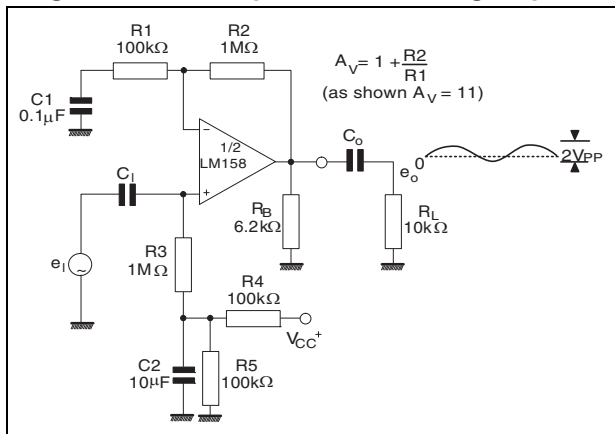 R1
100kΩ
R2
1MΩ
A_V = 1 + R2/R1
(as shown A_V = 11)
C1
0.1µF
1/2
LM158
C_I
C_o
e_o
0
2V_PP
R_B
6.2kΩ
R_L
10kΩ
e_I
~
R3
1MΩ
R4
100kΩ
V_CC+
C2
10µF
R5
100kΩ